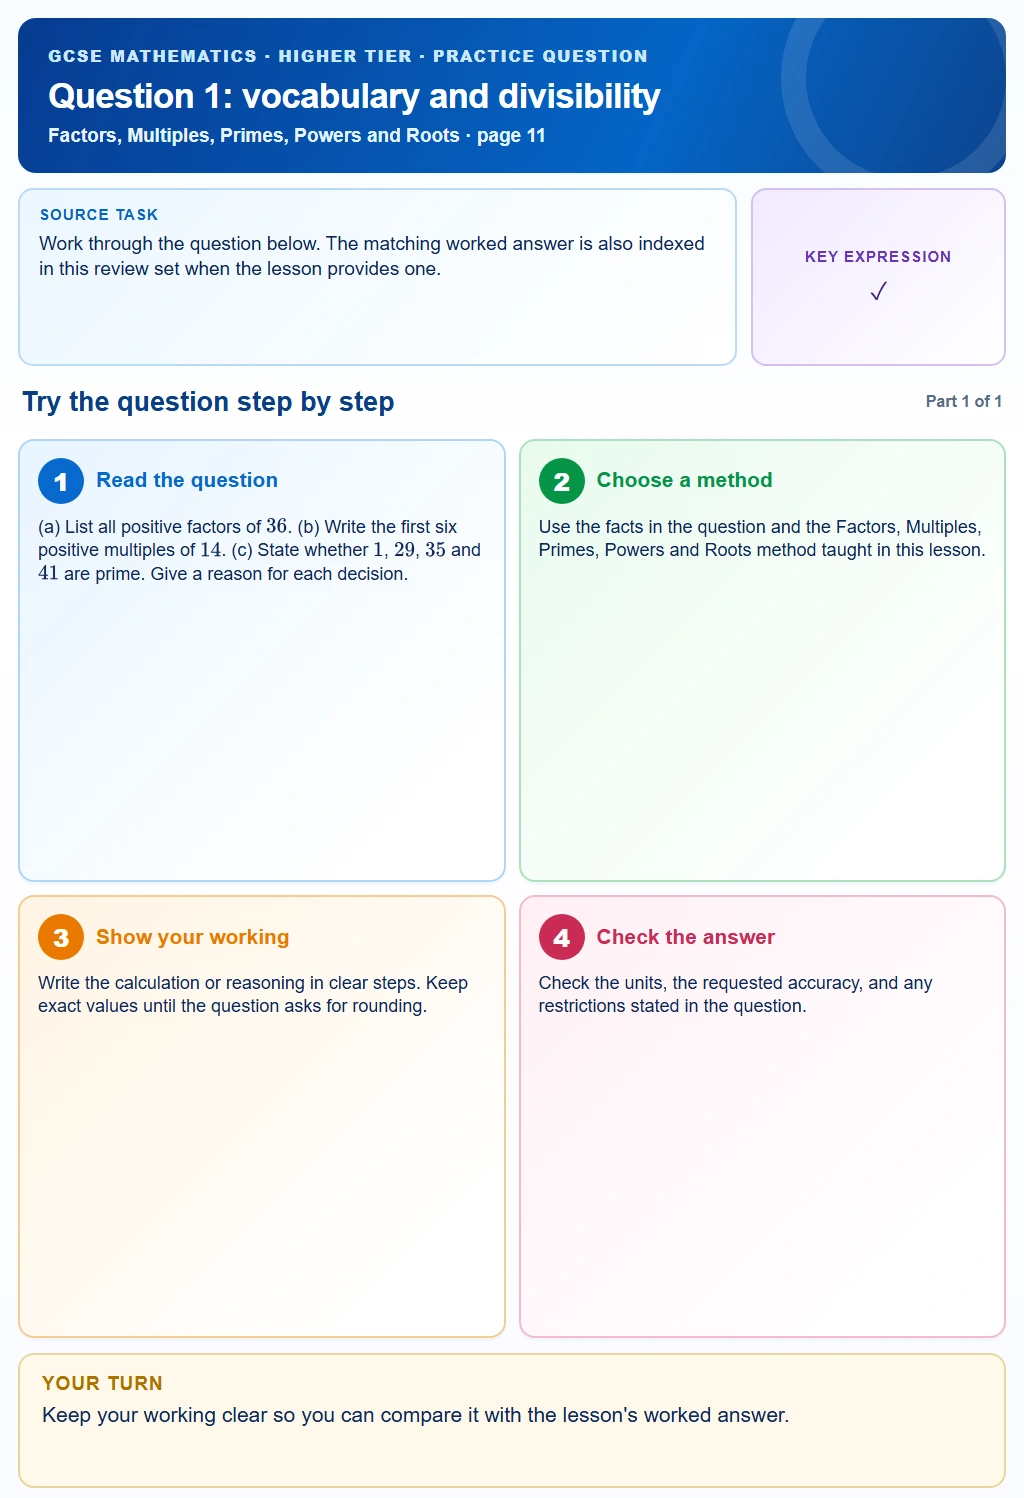 GCSE MATHEMATICS · HIGHER TIER · PRACTICE QUESTION
Question 1: vocabulary and divisibility
Factors, Multiples, Primes, Powers and Roots · page 11
SOURCE TASK
Work through the question below. The matching worked answer is also indexed
in this review set when the lesson provides one.
KEY EXPRESSION
✓
Try the question step by step
Part 1 of 1
1 Read the question
(a) List all positive factors of 36. (b) Write the first six
positive multiples of 14. (c) State whether 1, 29, 35 and
41 are prime. Give a reason for each decision.
2 Choose a method
Use the facts in the question and the Factors, Multiples,
Primes, Powers and Roots method taught in this lesson.
3 Show your working
Write the calculation or reasoning in clear steps. Keep
exact values until the question asks for rounding.
4 Check the answer
Check the units, the requested accuracy, and any
restrictions stated in the question.
YOUR TURN
Keep your working clear so you can compare it with the lesson's worked answer.